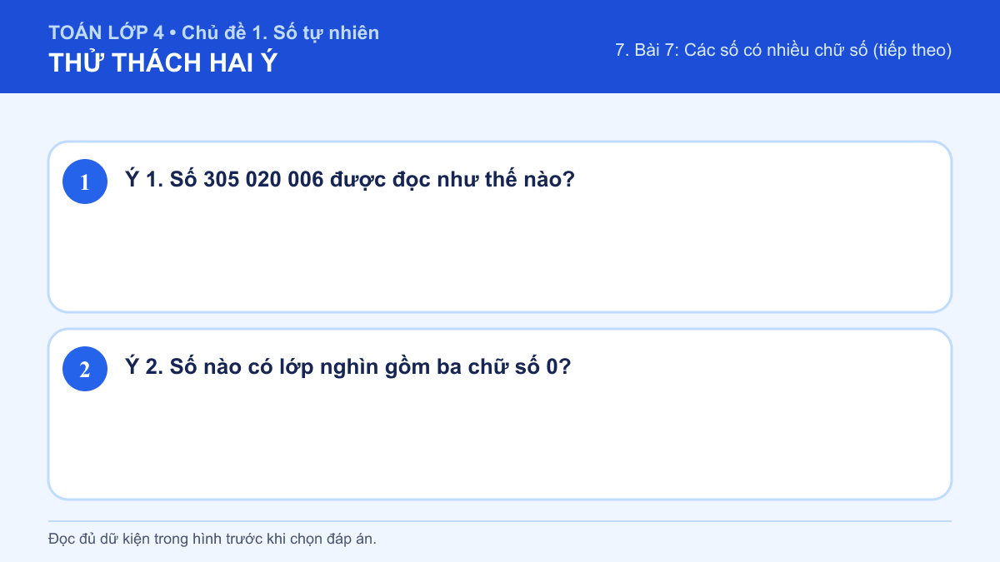 TOÁN LỚP 4 • Chủ đề 1. Số tự nhiên
THỬ THÁCH HAI Ý
7. Bài 7: Các số có nhiều chữ số (tiếp theo)
1
Ý 1. Số 305 020 006 được đọc như thế nào?
2
Ý 2. Số nào có lớp nghìn gồm ba chữ số 0?
Đọc đủ dữ kiện trong hình trước khi chọn đáp án.